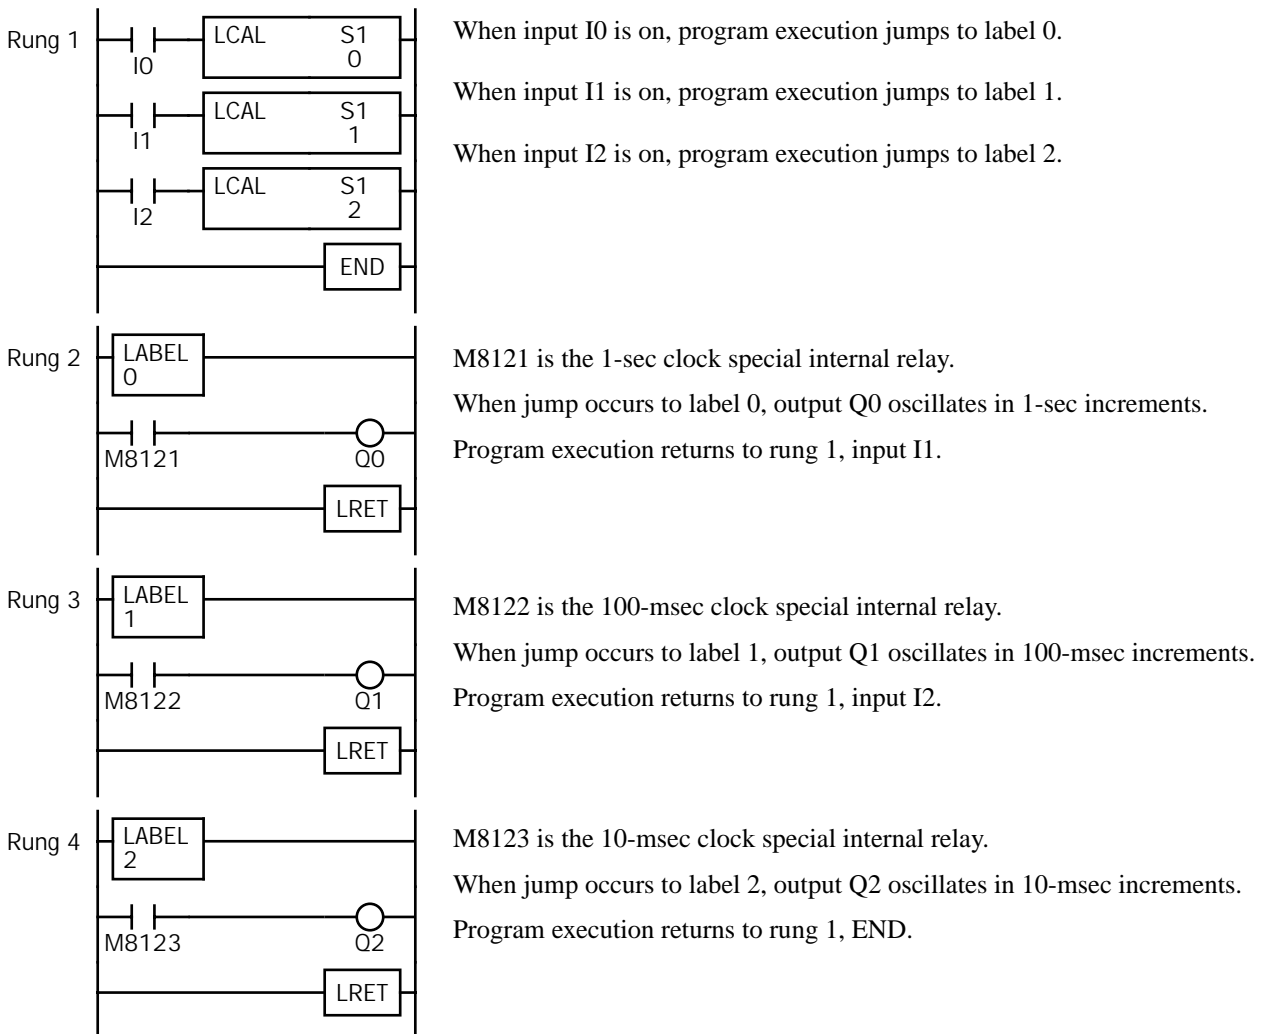 Rung 1
LCAL S1
0
I0
When input I0 is on, program execution jumps to label 0.
LCAL S1
1
I1
When input I1 is on, program execution jumps to label 1.
LCAL S1
2
I2
When input I2 is on, program execution jumps to label 2.
END
Rung 2
LABEL
0
M8121 is the 1-sec clock special internal relay.
When jump occurs to label 0, output Q0 oscillates in 1-sec increments.
M8121 Q0
Program execution returns to rung 1, input I1.
LRET
Rung 3
LABEL
1
M8122 is the 100-msec clock special internal relay.
When jump occurs to label 1, output Q1 oscillates in 100-msec increments.
M8122 Q1
Program execution returns to rung 1, input I2.
LRET
Rung 4
LABEL
2
M8123 is the 10-msec clock special internal relay.
When jump occurs to label 2, output Q2 oscillates in 10-msec increments.
M8123 Q2
Program execution returns to rung 1, END.
LRET